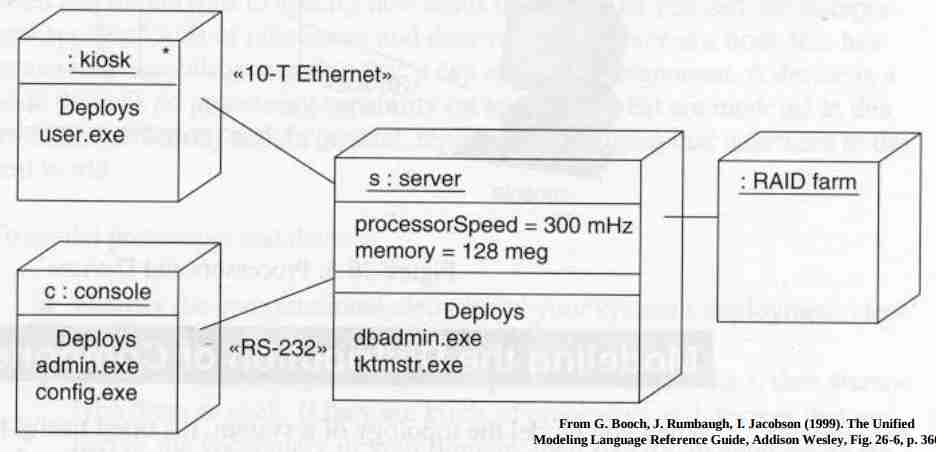 : kiosk *
Deploys
user.exe
«10-T Ethernet»
s : server
processorSpeed = 300 mHz
memory = 128 meg
Deploys
dbadmin.exe
tktmstr.exe
: RAID farm
c : console
Deploys
admin.exe
config.exe
«RS-232»
From G. Booch, J. Rumbaugh, I. Jacobson (1999). The Unified
Modeling Language Reference Guide, Addison Wesley, Fig. 26-6, p.